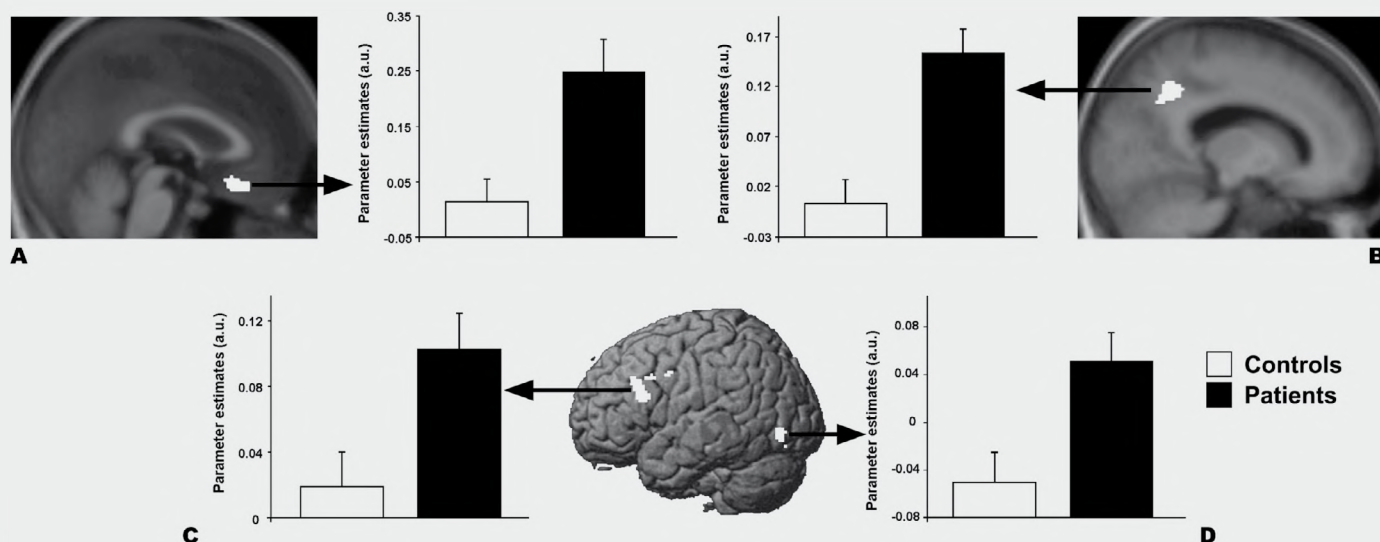 Parameter estimates (a.u.)
0.35
0.25
0.15
0.05
-0.05
A
Parameter estimates (a.u.)
0.17
0.12
0.07
0.02
-0.03
B
Parameter estimates (a.u.)
0.12
0.08
0.04
0
C
Parameter estimates (a.u.)
0.08
0.04
0
-0.04
-0.08
D
Controls
Patients